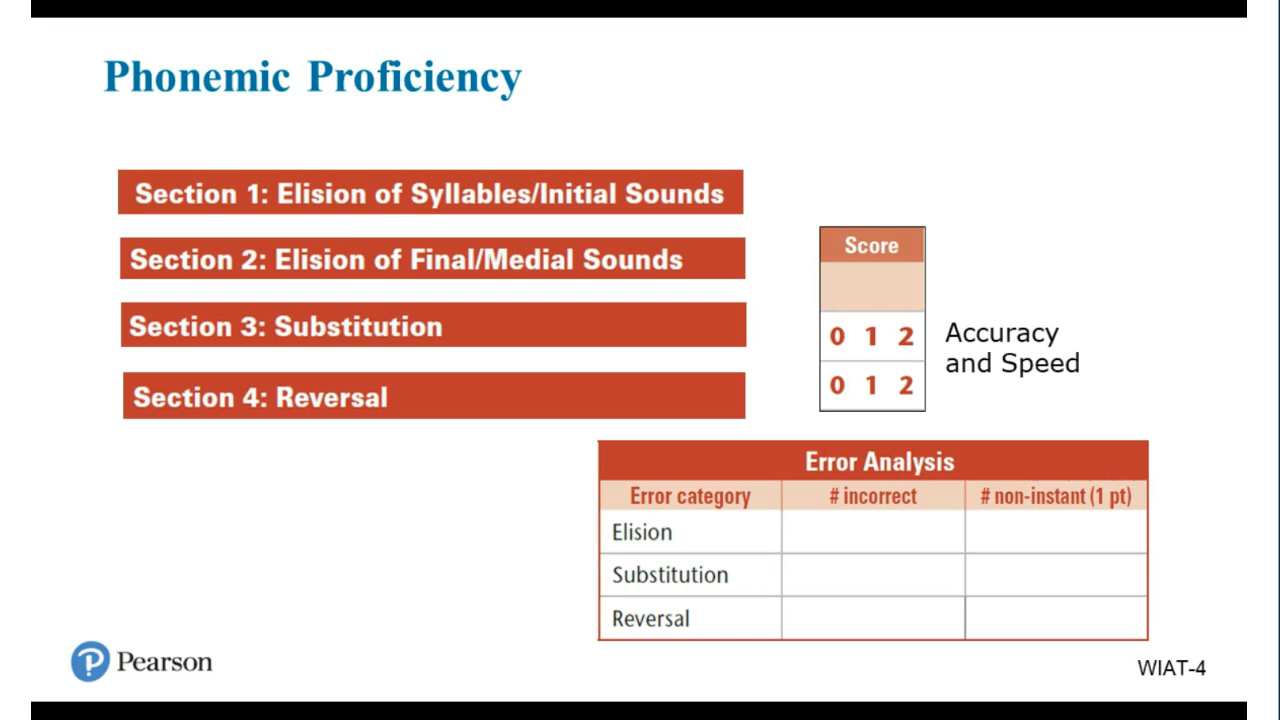 Phonemic Proficiency
Section 1: Elision of Syllables/Initial Sounds
Section 2: Elision of Final/Medial Sounds
Section 3: Substitution
Section 4: Reversal
Score
0 1 2
0 1 2
Accuracy
and Speed
Error Analysis
Error category # incorrect # non-instant (1 pt)
Elision
Substitution
Reversal
Pearson
WIAT-4